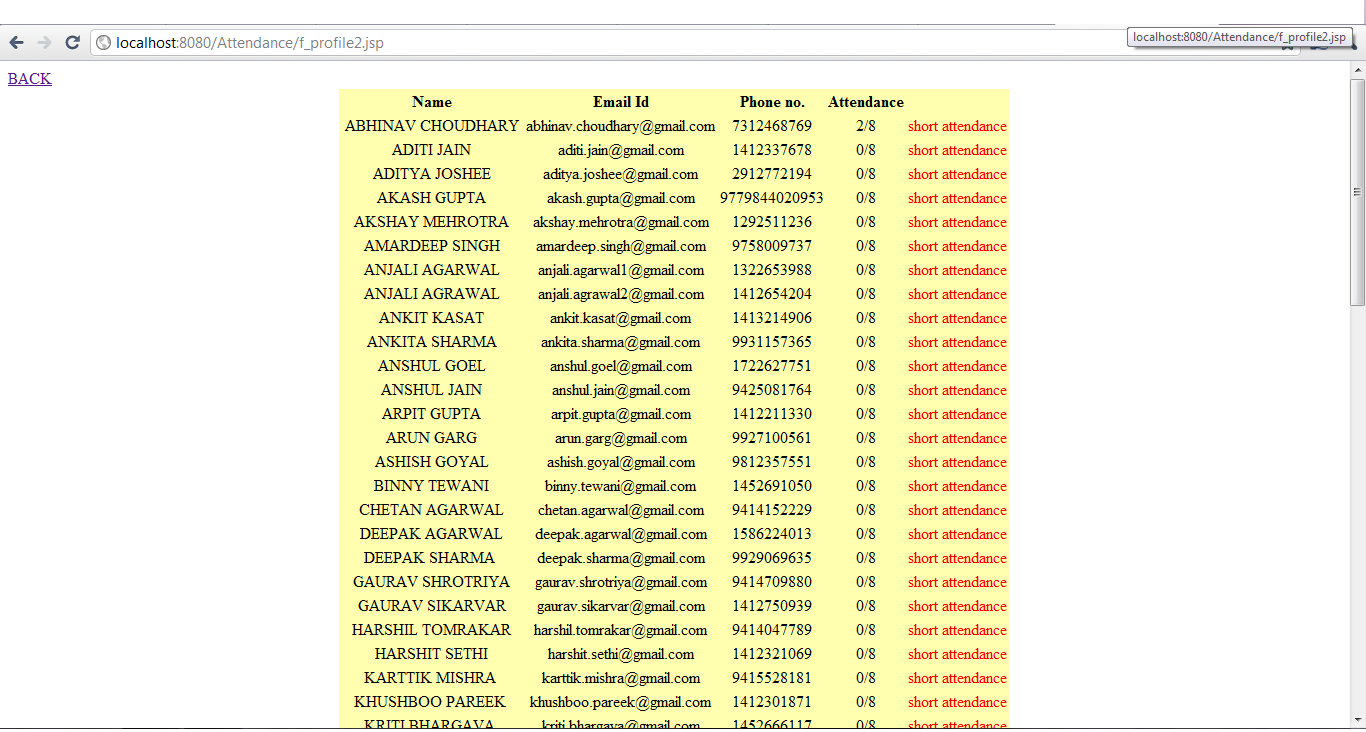 localhost:8080/Attendance/f_profile2.jsp
localhost:8080/Attendance/f_profile2.jsp
BACK
Name Email Id Phone no. Attendance
ABHINAV CHOUDHARY abhinav.choudhary@gmail.com 7312468769 2/8 short attendance
ADITI JAIN aditi.jain@gmail.com 1412337678 0/8 short attendance
ADITYA JOSHEE aditya.joshee@gmail.com 2912772194 0/8 short attendance
AKASH GUPTA akash.gupta@gmail.com 9779844020953 0/8 short attendance
AKSHAY MEHROTRA akshay.mehrotra@gmail.com 1292511236 0/8 short attendance
AMARDEEP SINGH amardeep.singh@gmail.com 9758009737 0/8 short attendance
ANJALI AGARWAL anjali.agarwal1@gmail.com 1322653988 0/8 short attendance
ANJALI AGRAWAL anjali.agrawal2@gmail.com 1412654204 0/8 short attendance
ANKIT KASAT ankit.kasat@gmail.com 1413214906 0/8 short attendance
ANKITA SHARMA ankita.sharma@gmail.com 9931157365 0/8 short attendance
ANSHUL GOEL anshul.goel@gmail.com 1722627751 0/8 short attendance
ANSHUL JAIN anshul.jain@gmail.com 9425081764 0/8 short attendance
ARPIT GUPTA arpit.gupta@gmail.com 1412211330 0/8 short attendance
ARUN GARG arun.garg@gmail.com 9927100561 0/8 short attendance
ASHISH GOYAL ashish.goyal@gmail.com 9812357551 0/8 short attendance
BINNY TEWANI binny.tewani@gmail.com 1452691050 0/8 short attendance
CHETAN AGARWAL chetan.agarwal@gmail.com 9414152229 0/8 short attendance
DEEPAK AGARWAL deepak.agarwal@gmail.com 1586224013 0/8 short attendance
DEEPAK SHARMA deepak.sharma@gmail.com 9929069635 0/8 short attendance
GAURAV SHROTRIYA gaurav.shrotriya@gmail.com 9414709880 0/8 short attendance
GAURAV SIKARVAR gaurav.sikarvar@gmail.com 1412750939 0/8 short attendance
HARSHIL TOMRAKAR harshil.tomrakar@gmail.com 9414047789 0/8 short attendance
HARSHIT SETHI harshit.sethi@gmail.com 1412321069 0/8 short attendance
KARTTIK MISHRA karttik.mishra@gmail.com 9415528181 0/8 short attendance
KHUSHBOO PAREEK khushboo.pareek@gmail.com 1412301871 0/8 short attendance
KRITI BHARGAVA kriti.bhargava@gmail.com 1452666117 0/8 short attendance